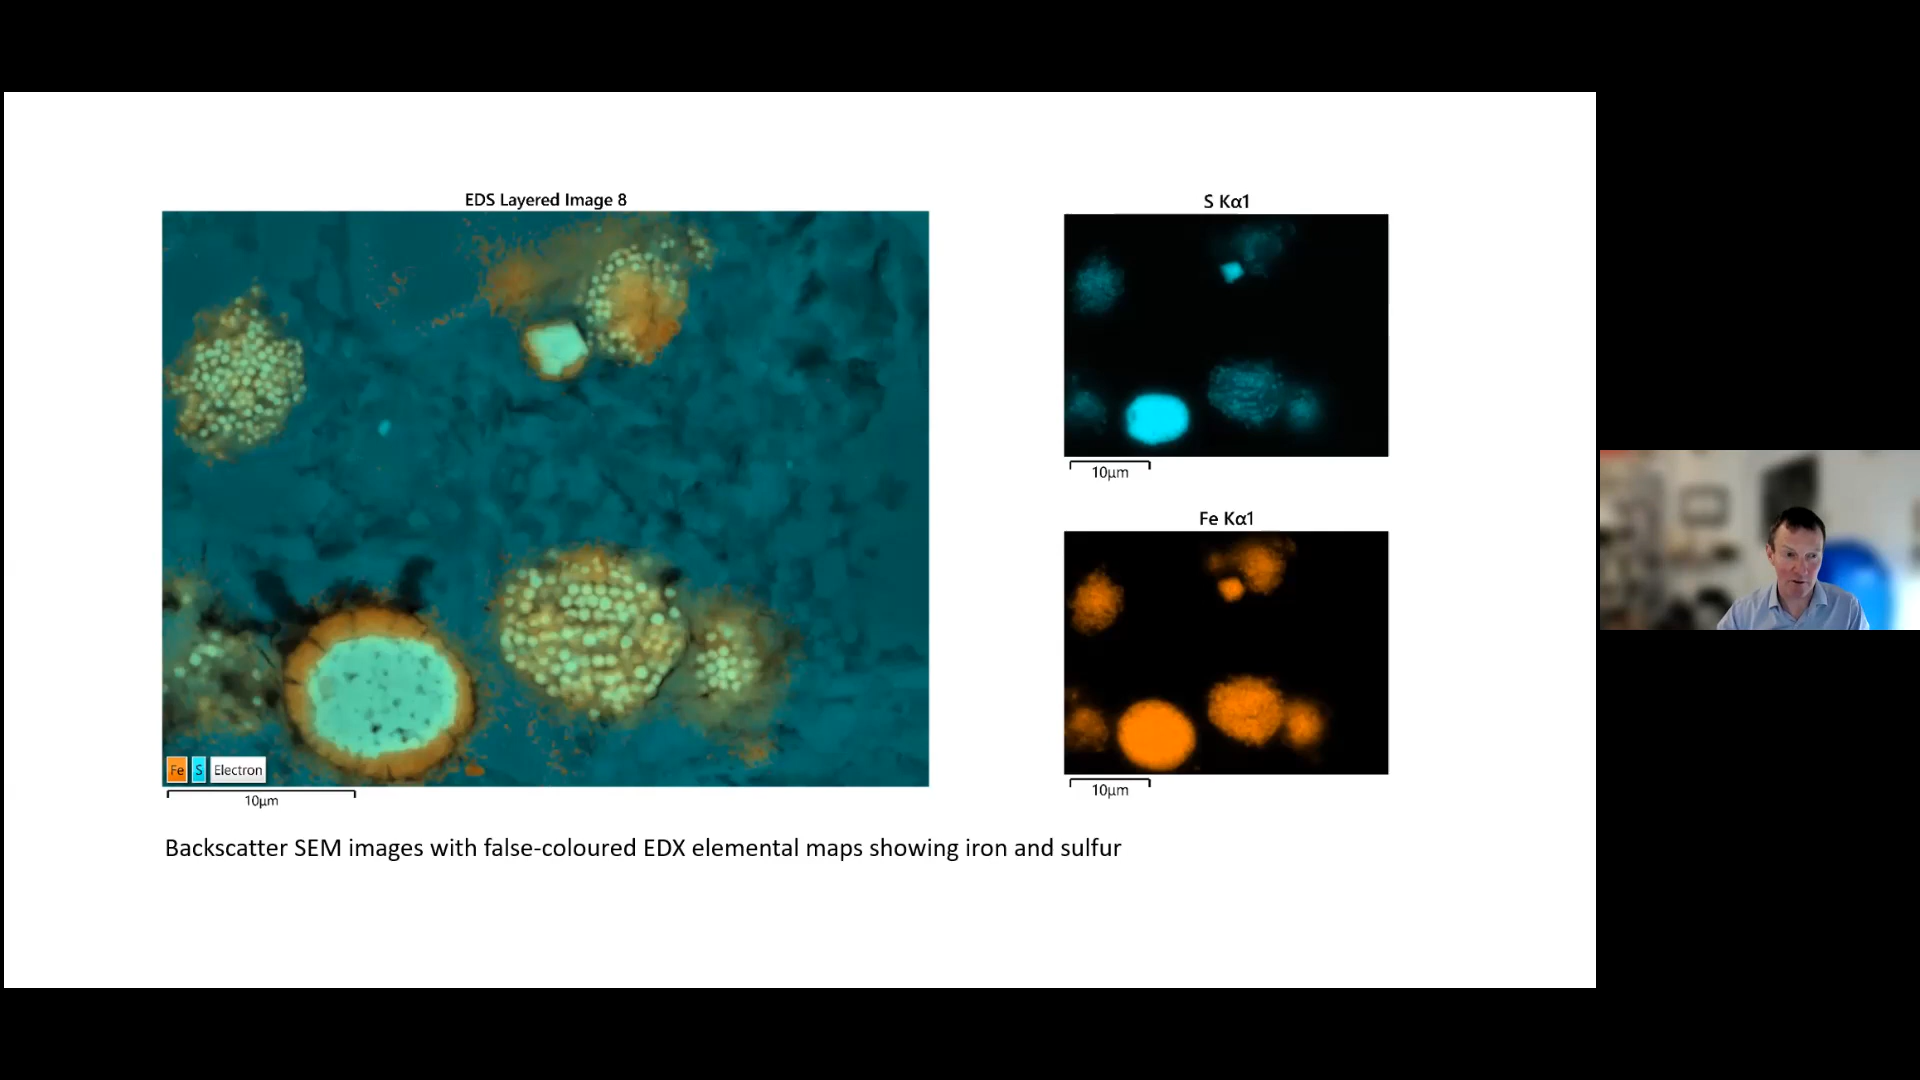 EDS Layered Image 8
Fe S Electron
10µm
S Kα1
10µm
Fe Kα1
10µm
Backscatter SEM images with false-coloured EDX elemental maps showing iron and sulfur